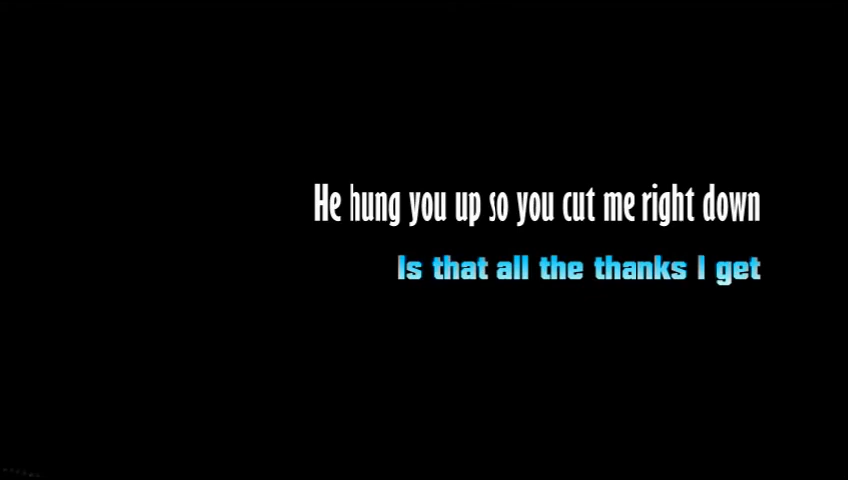 He hung you up so you cut me right down
Is that all the thanks I get